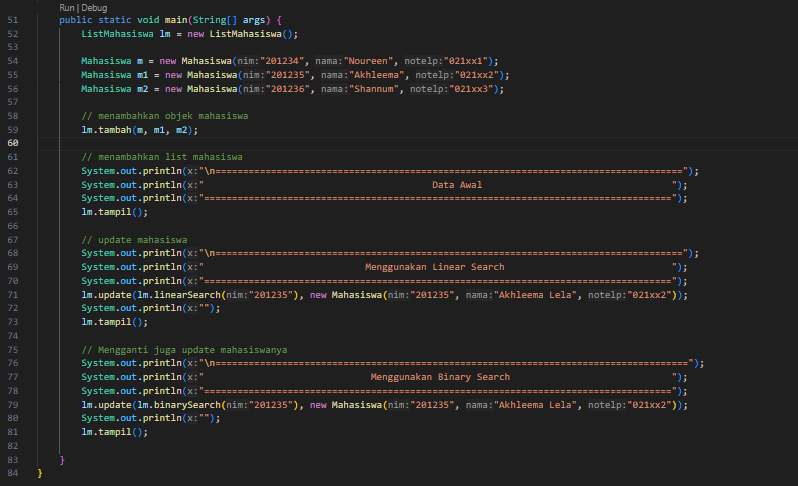 Run | Debug
51 public static void main(String[] args) {
52 ListMahasiswa lm = new ListMahasiswa();
53
54 Mahasiswa m = new Mahasiswa(nim:"201234", nama:"Noureen", notelp:"021xx1");
55 Mahasiswa m1 = new Mahasiswa(nim:"201235", nama:"Akhleema", notelp:"021xx2");
56 Mahasiswa m2 = new Mahasiswa(nim:"201236", nama:"Shannum", notelp:"021xx3");
57
58 // menambahkan objek mahasiswa
59 lm.tambah(m, m1, m2);
60
61 // menambahkan list mahasiswa
62 System.out.println(x:"\n====================================================================================");
63 System.out.println(x:" Data Awal ");
64 System.out.println(x:"====================================================================================");
65 lm.tampil();
66
67 // update mahasiswa
68 System.out.println(x:"\n====================================================================================");
69 System.out.println(x:" Menggunakan Linear Search ");
70 System.out.println(x:"====================================================================================");
71 lm.update(lm.linearSearch(nim:"201235"), new Mahasiswa(nim:"201235", nama:"Akhleema Lela", notelp:"021xx2"));
72 System.out.println(x:"");
73 lm.tampil();
74
75 // Mengganti juga update mahasiswanya
76 System.out.println(x:"\n=====================================================================================");
77 System.out.println(x:" Menggunakan Binary Search ");
78 System.out.println(x:"====================================================================================");
79 lm.update(lm.binarySearch(nim:"201235"), new Mahasiswa(nim:"201235", nama:"Akhleema Lela", notelp:"021xx2"));
80 System.out.println(x:"");
81 lm.tampil();
82
83 }
84 }